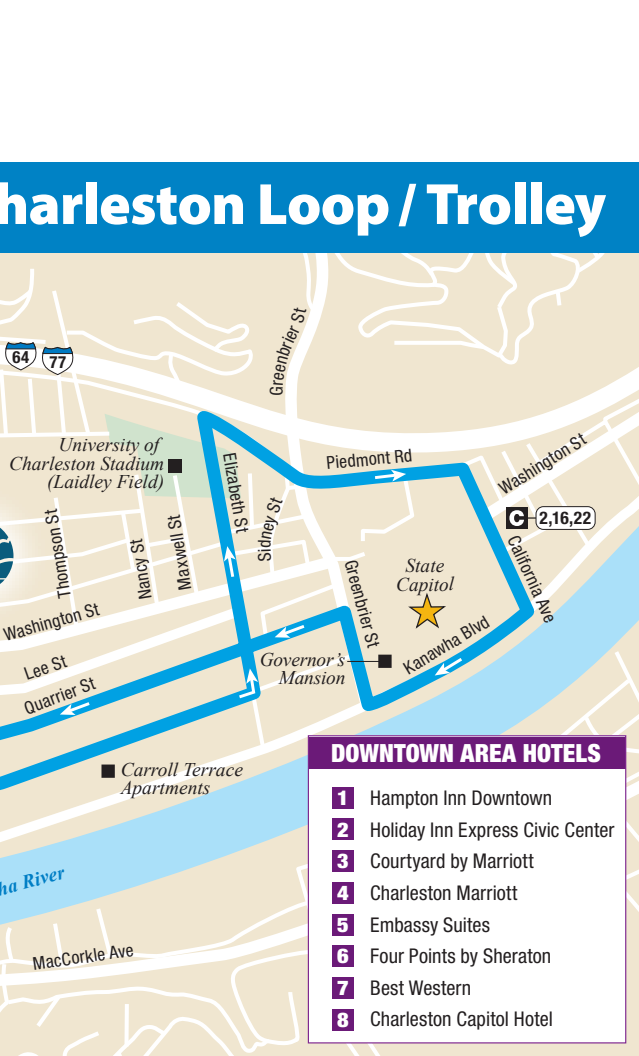 harleston Loop / Trolley
Greenbrier St
64
77
University of
Charleston Stadium
(Laidley Field)
Elizabeth St
Piedmont Rd
Washington St
Sidney St
C
2,16,22
Thompson St
Nancy St
Maxwell St
California Ave
Greenbrier St
State
Capitol
Washington St
Kanawha Blvd
Lee St
Governor's
Mansion
Quarrier St
Carroll Terrace
Apartments
ha River
MacCorkle Ave
DOWNTOWN AREA HOTELS
1 Hampton Inn Downtown
2 Holiday Inn Express Civic Center
3 Courtyard by Marriott
4 Charleston Marriott
5 Embassy Suites
6 Four Points by Sheraton
7 Best Western
8 Charleston Capitol Hotel